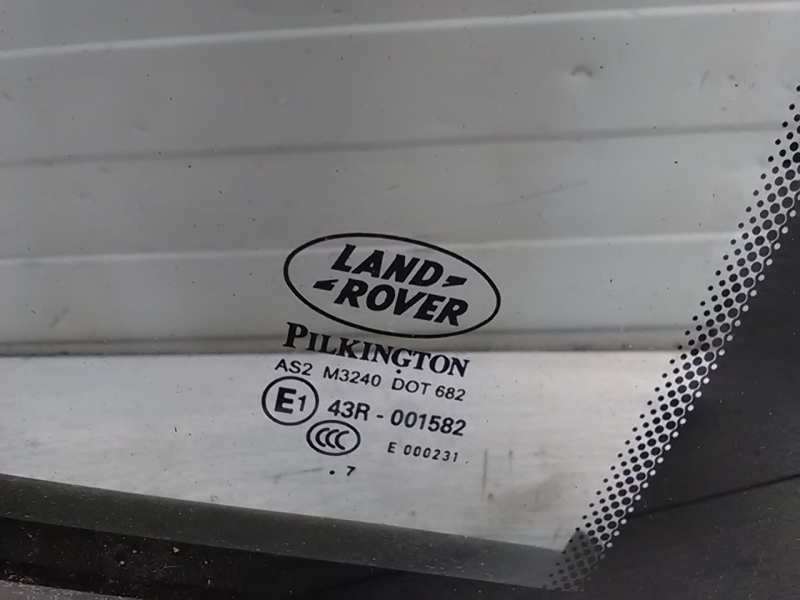 LAND
ROVER
PILKINGTON
AS2 M3240 DOT 682
E1 43R - 001582
CCC E 000231
. 7